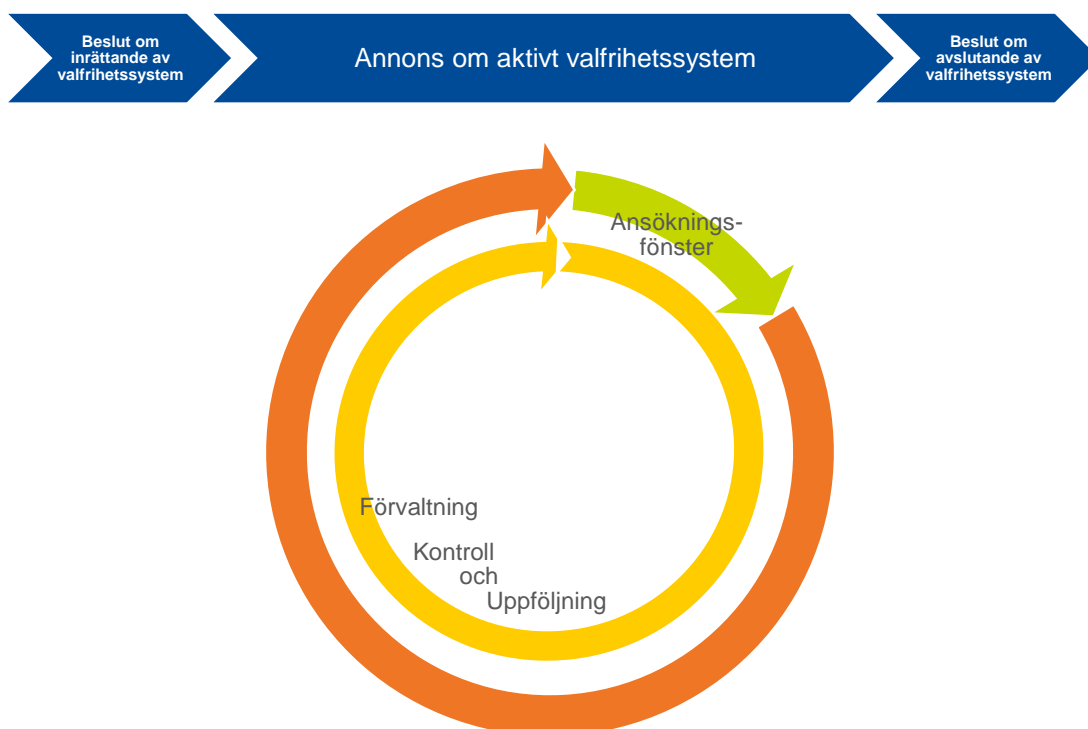 Beslut om
inrättande av
valfrihetssystem
Annons om aktivt valfrihetssystem
Beslut om
avslutande av
valfrihetssystem
Ansöknings-
fönster
Förvaltning
Kontroll
och
Uppföljning